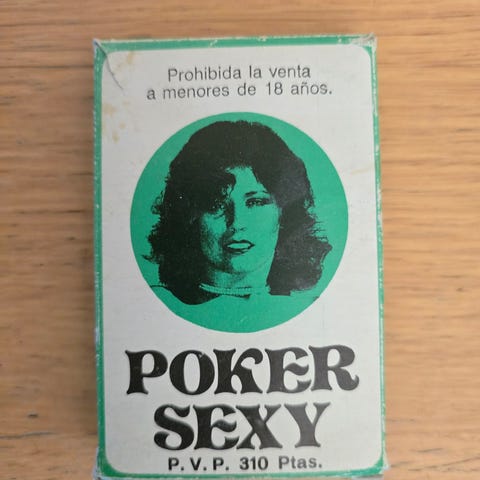 Prohibida la venta
a menores de 18 años.
POKER
SEXY
P.V.P. 310 Ptas.